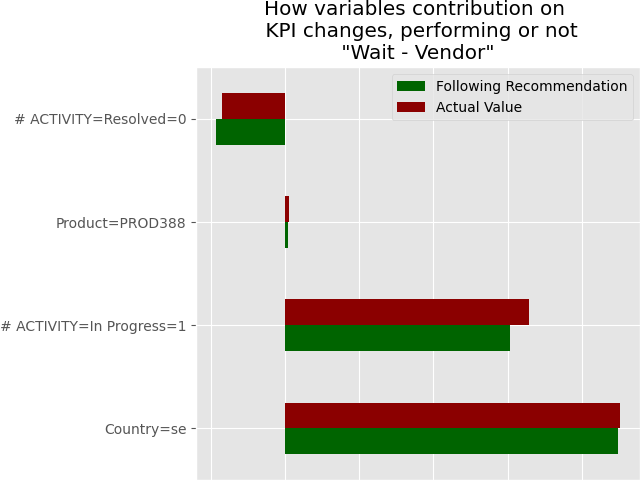 How variables contribution on
KPI changes, performing or not
"Wait - Vendor"
Following Recommendation
Actual Value
# ACTIVITY=Resolved=0
Product=PROD388
# ACTIVITY=In Progress=1
Country=se